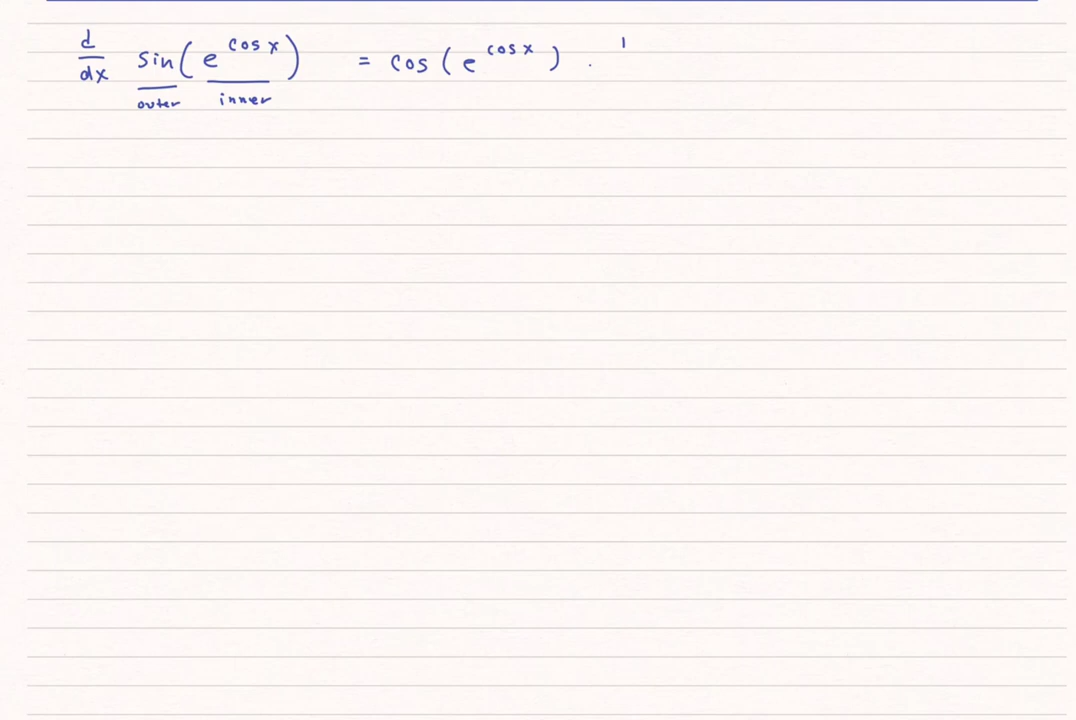 d/dx sin(e^cos x) = cos(e^cos x) ·
outer inner